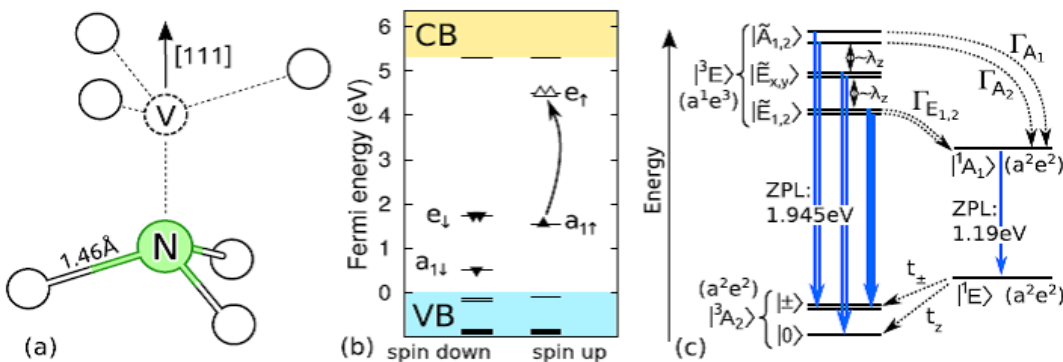 [111]
V
1.46Å
N
(a)
Fermi energy (eV)
6
5
4
3
2
1
0
CB
e↑
e↓
a1↑
a1↓
VB
(b)
spin down
spin up
Energy
|³E⟩
(a¹e³)
|Ã1,2⟩
|Ẽx,y⟩
|Ẽ1,2⟩
~λz
~λz
ΓA1
ΓA2
ΓE1,2
|¹A1⟩ (a²e²)
ZPL:
1.945eV
ZPL:
1.19eV
t±
tz
|¹E⟩ (a²e²)
(a²e²)
|³A2⟩
|±⟩
|0⟩
(c)